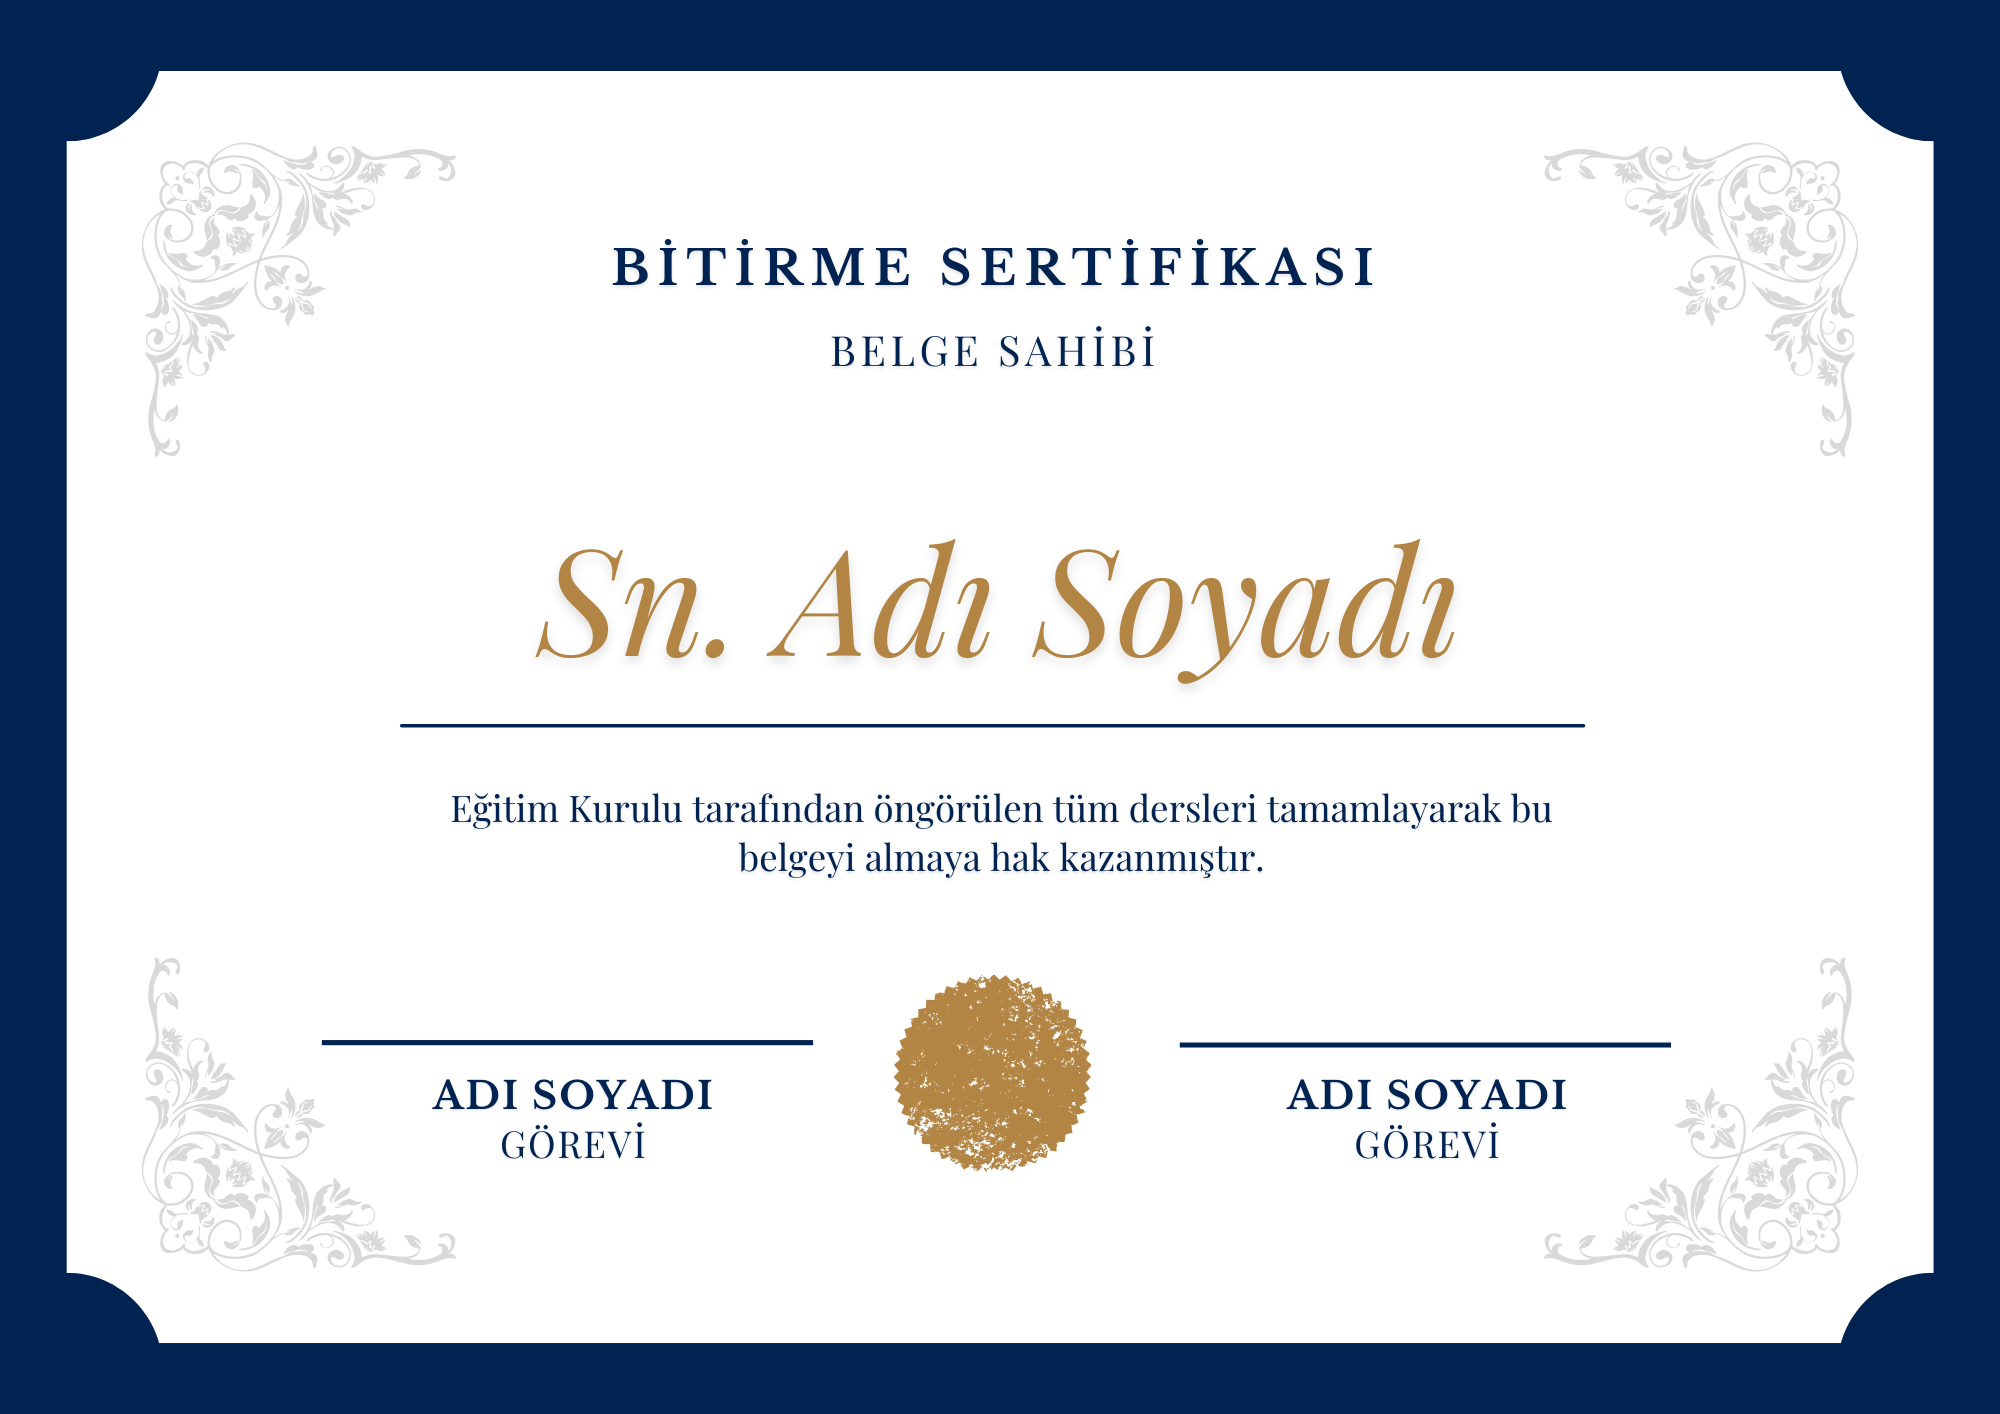 BİTİRME SERTİFİKASI
BELGE SAHİBİ
Sn. Adı Soyadı
Eğitim Kurulu tarafından öngörülen tüm dersleri tamamlayarak bu
belgeyi almaya hak kazanmıştır.
ADI SOYADI
GÖREVİ
ADI SOYADI
GÖREVİ